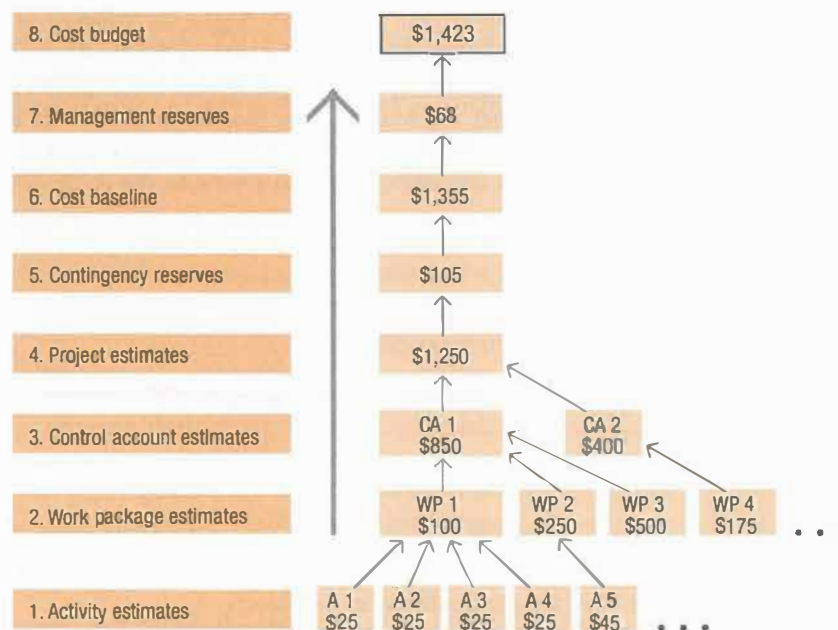 8. Cost budget
$1,423
7. Management reserves
$68
6. Cost baseline
$1,355
5. Contingency reserves
$105
4. Project estimates
$1,250
3. Control account estimates
CA 1
$850
CA 2
$400
2. Work package estimates
WP 1
$100
WP 2
$250
WP 3
$500
WP 4
$175
. .
1. Activity estimates
A 1
$25
A 2
$25
A 3
$25
A 4
$25
A 5
$45
. . .